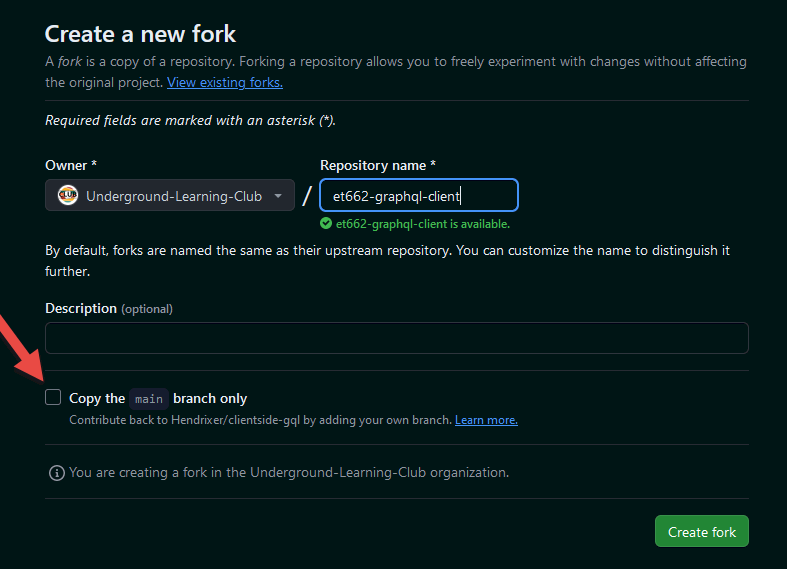 Create a new fork
A fork is a copy of a repository. Forking a repository allows you to freely experiment with changes without affecting
the original project. View existing forks.
Required fields are marked with an asterisk (*).
Owner * Repository name *
CLUB Underground-Learning-Club / et662-graphql-client
et662-graphql-client is available.
By default, forks are named the same as their upstream repository. You can customize the name to distinguish it
further.
Description (optional)
Copy the main branch only
Contribute back to Hendrixer/clientside-gql by adding your own branch. Learn more.
You are creating a fork in the Underground-Learning-Club organization.
Create fork